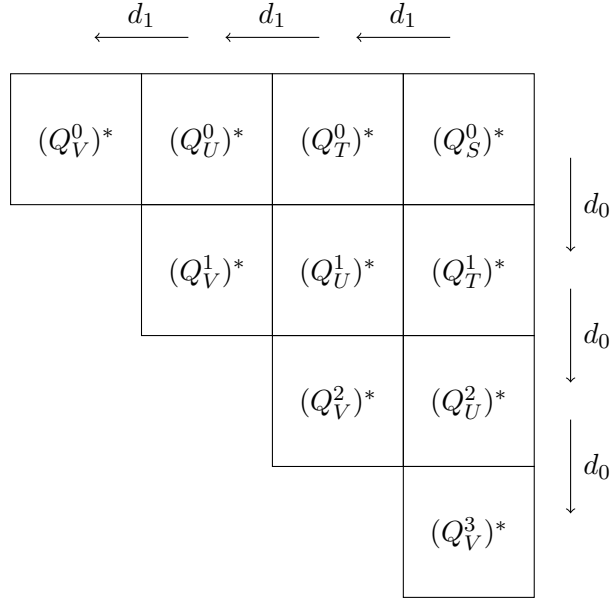 d_1 d_1 d_1
(Q_V^0)^* (Q_U^0)^* (Q_T^0)^* (Q_S^0)^*
d_0
(Q_V^1)^* (Q_U^1)^* (Q_T^1)^*
d_0
(Q_V^2)^* (Q_U^2)^*
d_0
(Q_V^3)^*